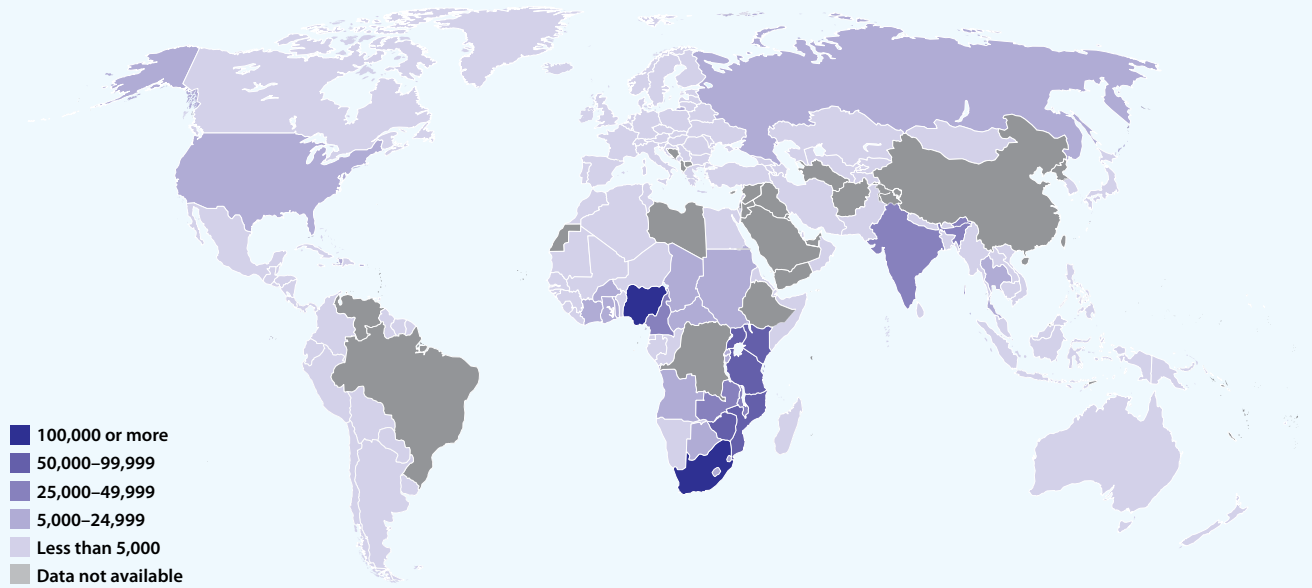 100,000 or more
50,000–99,999
25,000–49,999
5,000–24,999
Less than 5,000
Data not available